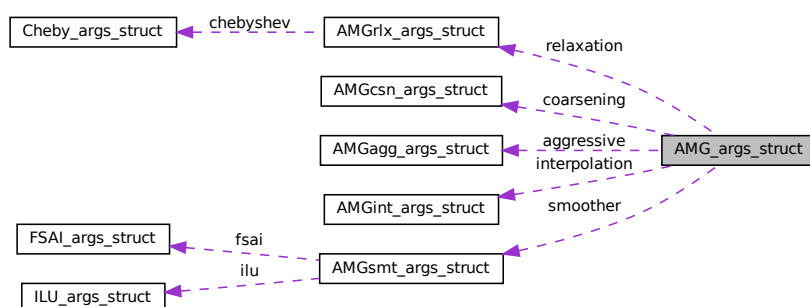 Cheby_args_struct
chebyshev
AMGrlx_args_struct
relaxation
AMGcsn_args_struct
coarsening
AMGagg_args_struct
aggressive
AMG_args_struct
interpolation
AMGint_args_struct
smoother
FSAI_args_struct
fsai
AMGsmt_args_struct
ilu
ILU_args_struct